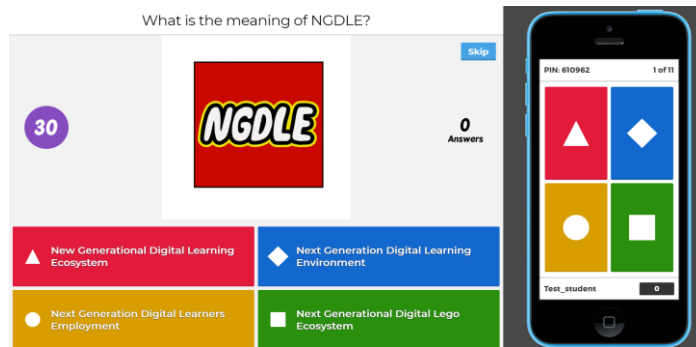 What is the meaning of NGDLE?
Skip
30
NGDLE
0
Answers
New Generational Digital Learning
Ecosystem
Next Generation Digital Learning
Environment
Next Generation Digital Learners
Employment
Next Generational Digital Lego
Ecosystem
PIN: 610962 1 of 11
Test_student 0